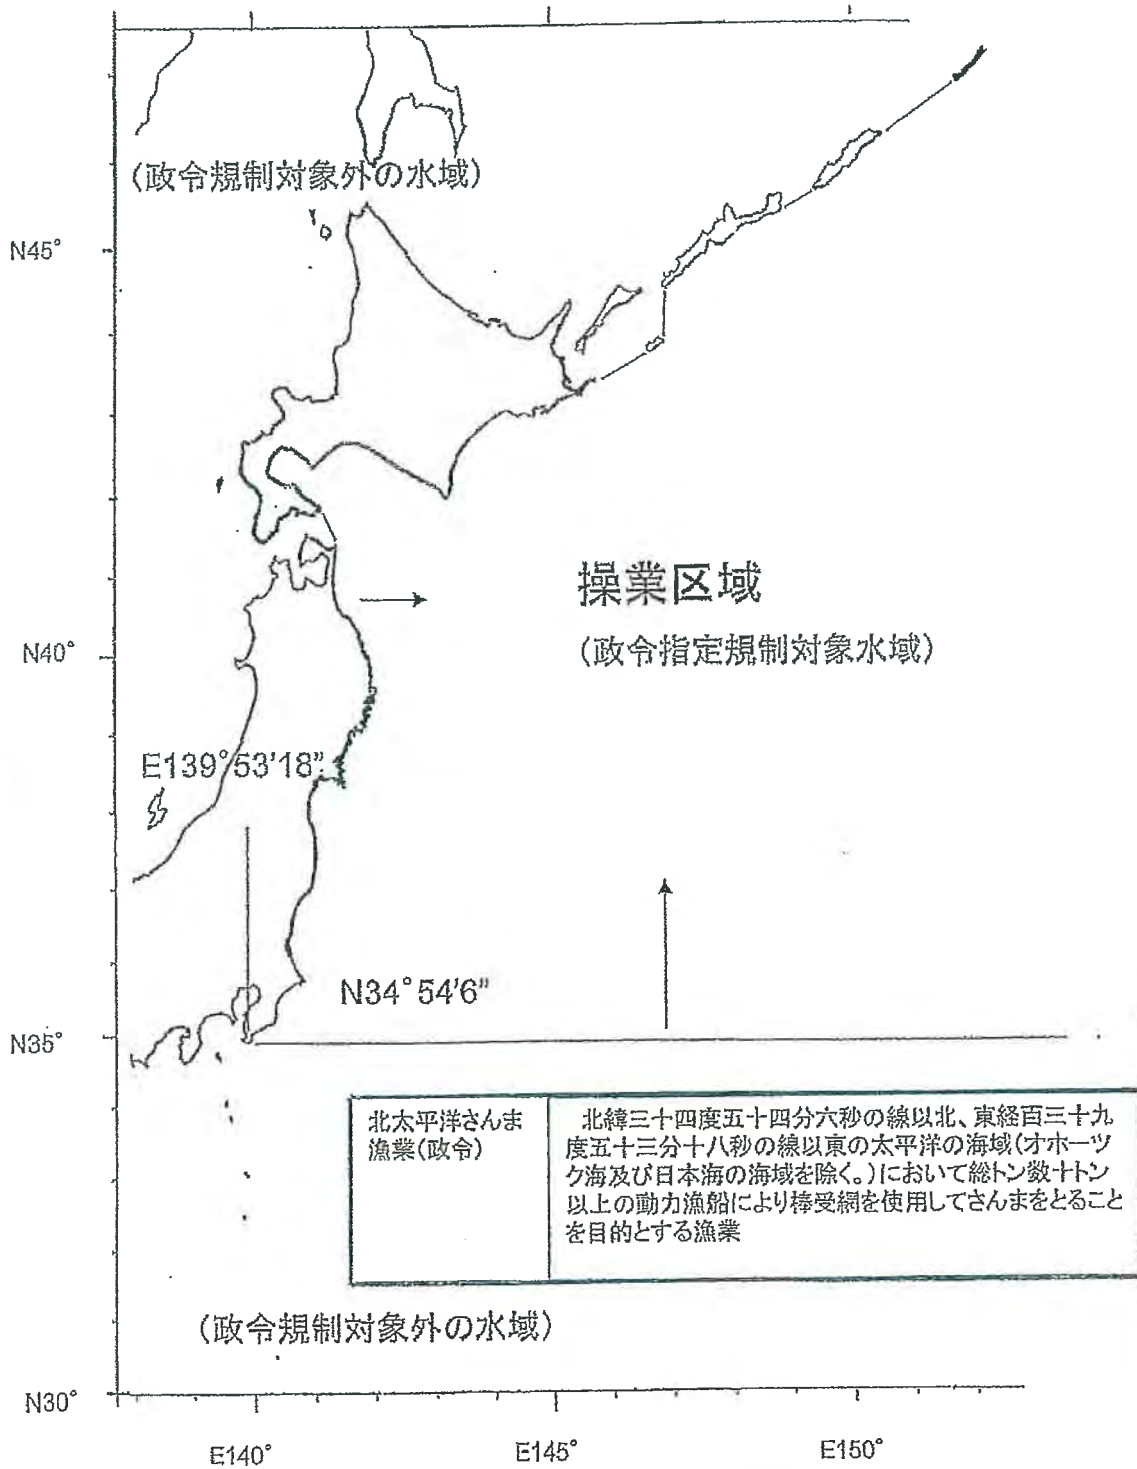 (政令規制対象外の水域)
N45°
操業区域
(政令指定規制対象水域)
N40°
E139°53'18"
N34°54'6"
N35°
北太平洋さんま
漁業(政令)
北緯三十四度五十四分六秒の線以北、東経百三十九
度五十三分十八秒の線以東の太平洋の海域(オホーツ
ク海及び日本海の海域を除く。)において総トン数十トン
以上の動力漁船により棒受網を使用してさんまをとること
を目的とする漁業
(政令規制対象外の水域)
N30°
E140°
E145°
E150°